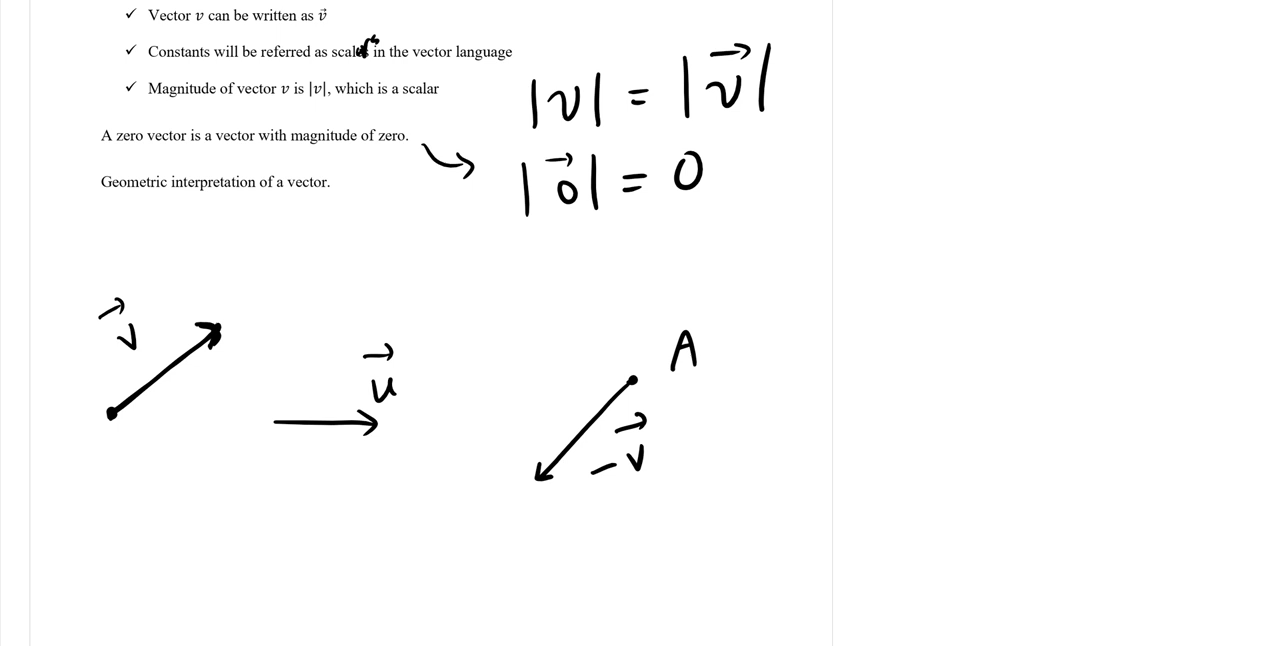 ✓ Vector v can be written as v⃗
✓ Constants will be referred as scalars in the vector language
✓ Magnitude of vector v is |v|, which is a scalar
|v| = |v⃗|
A zero vector is a vector with magnitude of zero.
|0⃗| = 0
Geometric interpretation of a vector.
v⃗
u⃗
A
-v⃗